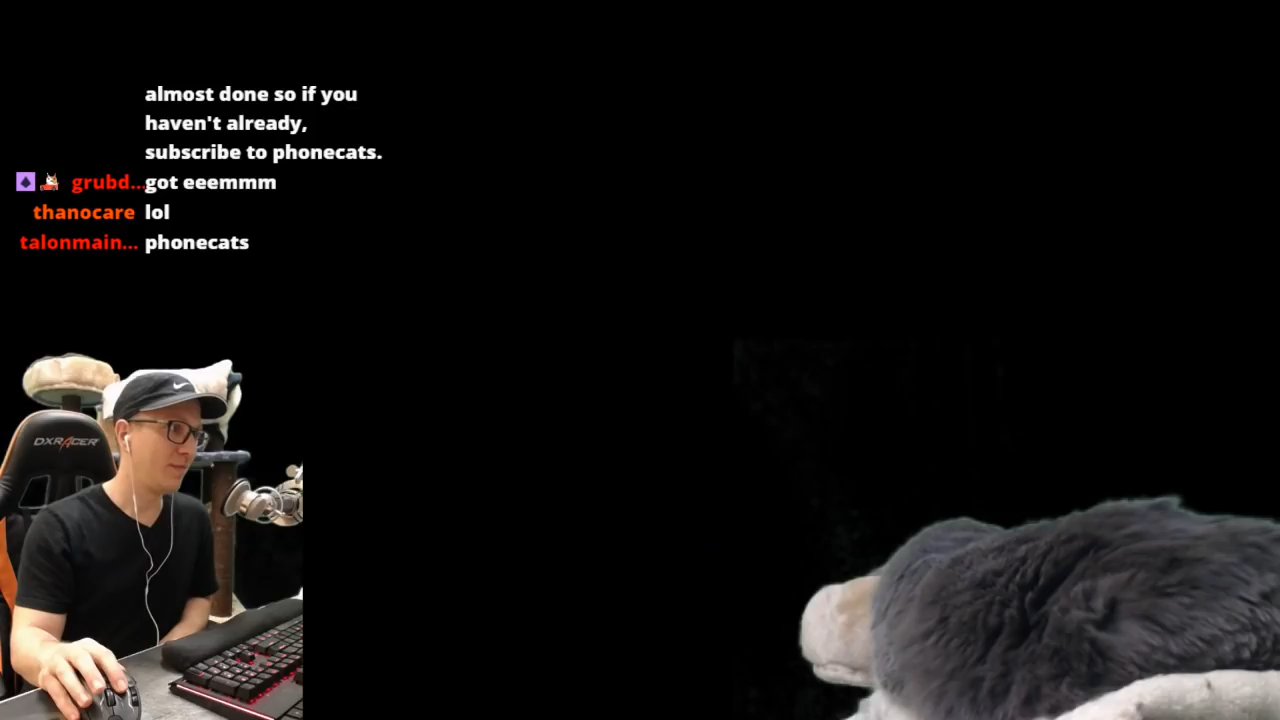 almost done so if you
haven't already,
subscribe to phonecats.
grubd... got eeemmm
thanocare lol
talonmain... phonecats
DXRACER